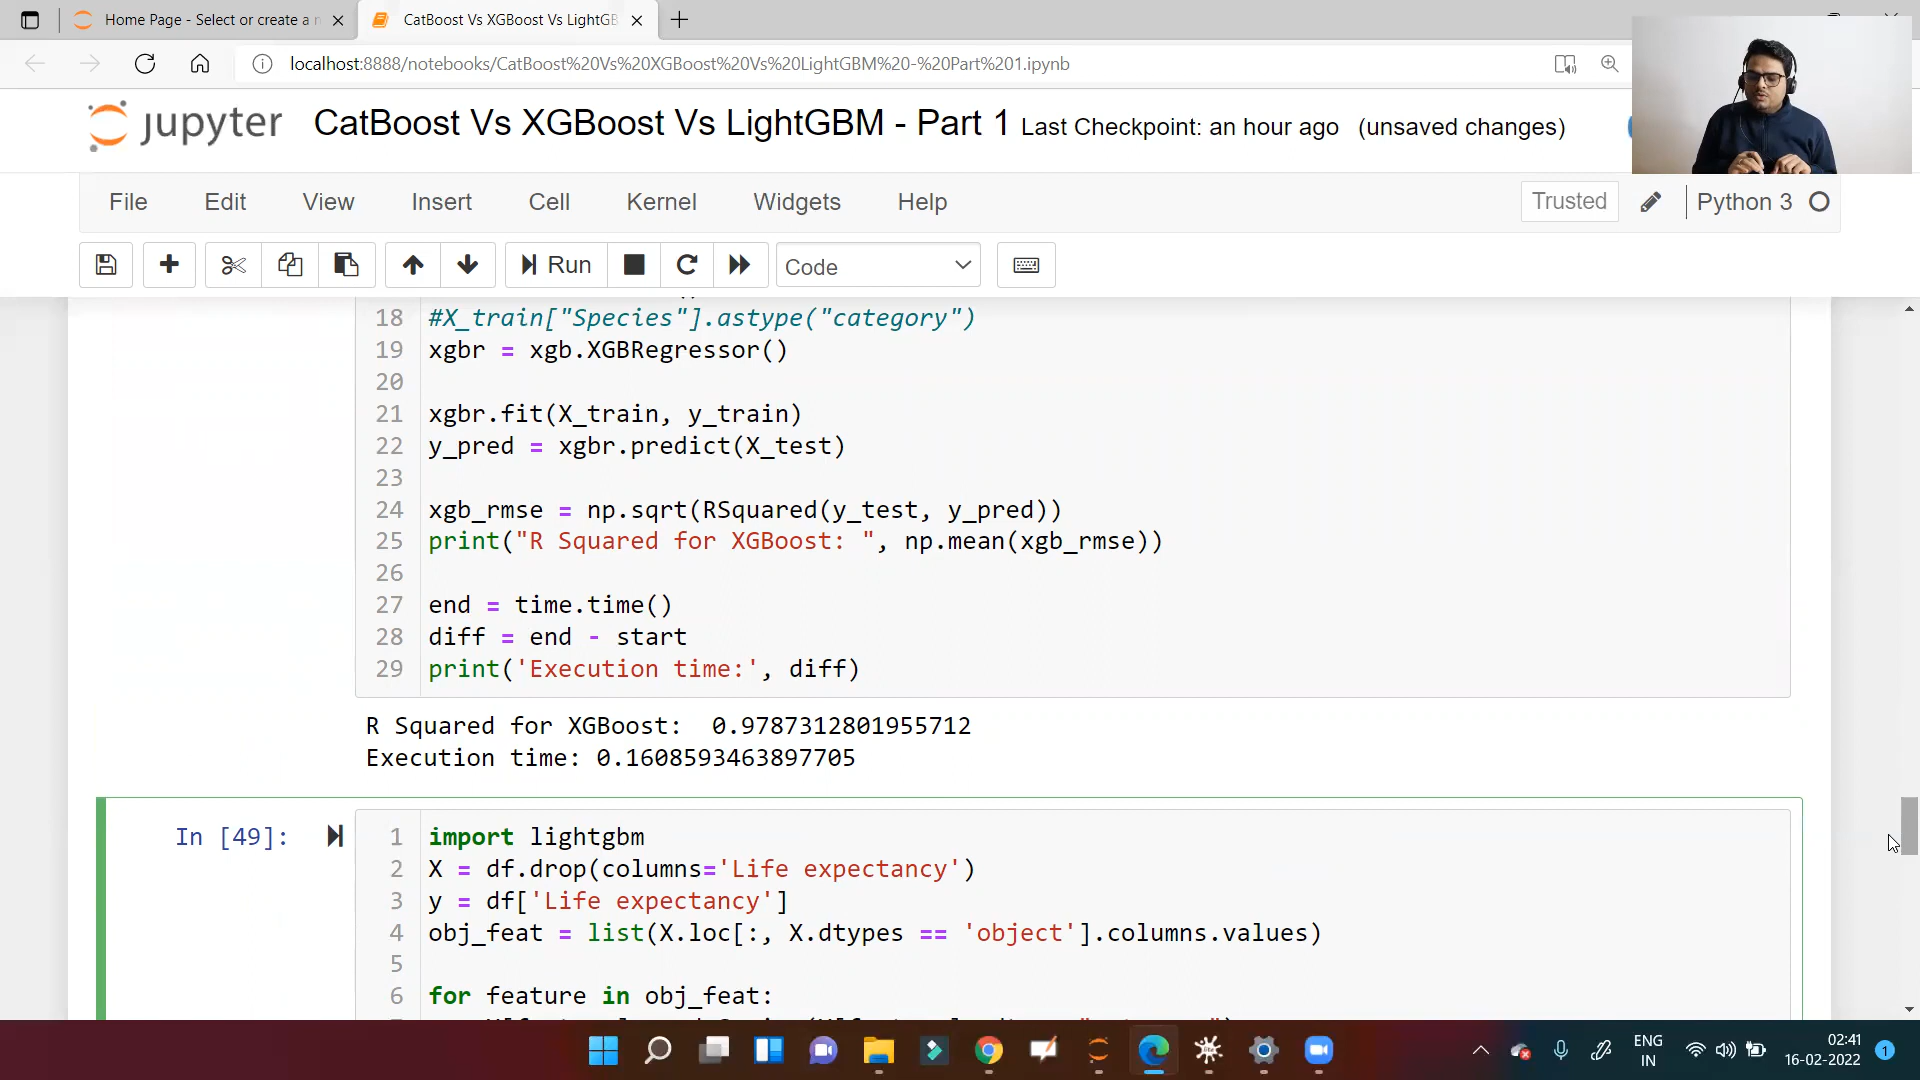 Home Page - Select or create a n
CatBoost Vs XGBoost Vs LightGB
localhost:8888/notebooks/CatBoost%20Vs%20XGBoost%20Vs%20LightGBM%20-%20Part%201.ipynb
jupyter CatBoost Vs XGBoost Vs LightGBM - Part 1 Last Checkpoint: an hour ago (unsaved changes)
File Edit View Insert Cell Kernel Widgets Help Trusted Python 3
Run Code
18 #X_train["Species"].astype("category")
19 xgbr = xgb.XGBRegressor()
20
21 xgbr.fit(X_train, y_train)
22 y_pred = xgbr.predict(X_test)
23
24 xgb_rmse = np.sqrt(RSquared(y_test, y_pred))
25 print("R Squared for XGBoost: ", np.mean(xgb_rmse))
26
27 end = time.time()
28 diff = end - start
29 print('Execution time:', diff)
R Squared for XGBoost:  0.9787312801955712
Execution time: 0.1608593463897705
In [49]:
1 import lightgbm
2 X = df.drop(columns='Life expectancy')
3 y = df['Life expectancy']
4 obj_feat = list(X.loc[:, X.dtypes == 'object'].columns.values)
5
6 for feature in obj_feat:
ENG
IN
02:41
16-02-2022
1